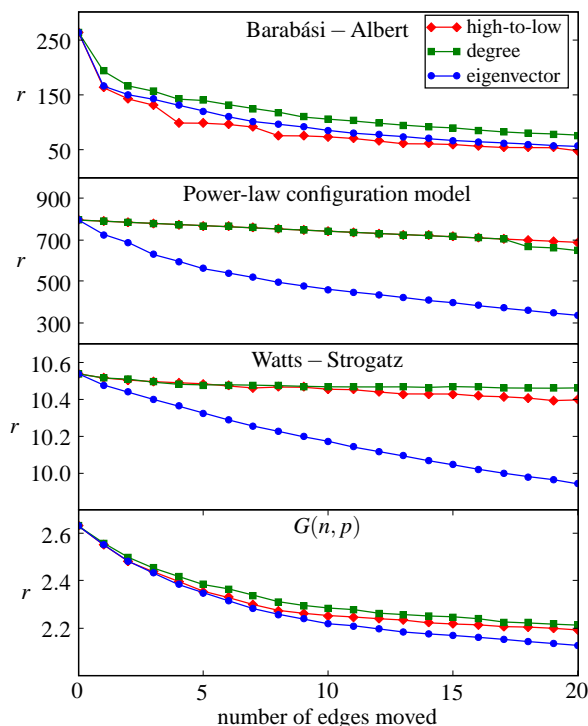 Barabási – Albert
high-to-low
degree
eigenvector
r
250
150
50
Power-law configuration model
r
900
700
500
300
Watts – Strogatz
r
10.6
10.4
10.2
10.0
G(n, p)
r
2.6
2.4
2.2
0 5 10 15 20
number of edges moved